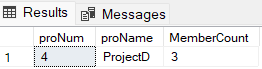 Results Messages
proNum proName MemberCount
1 4 ProjectD 3